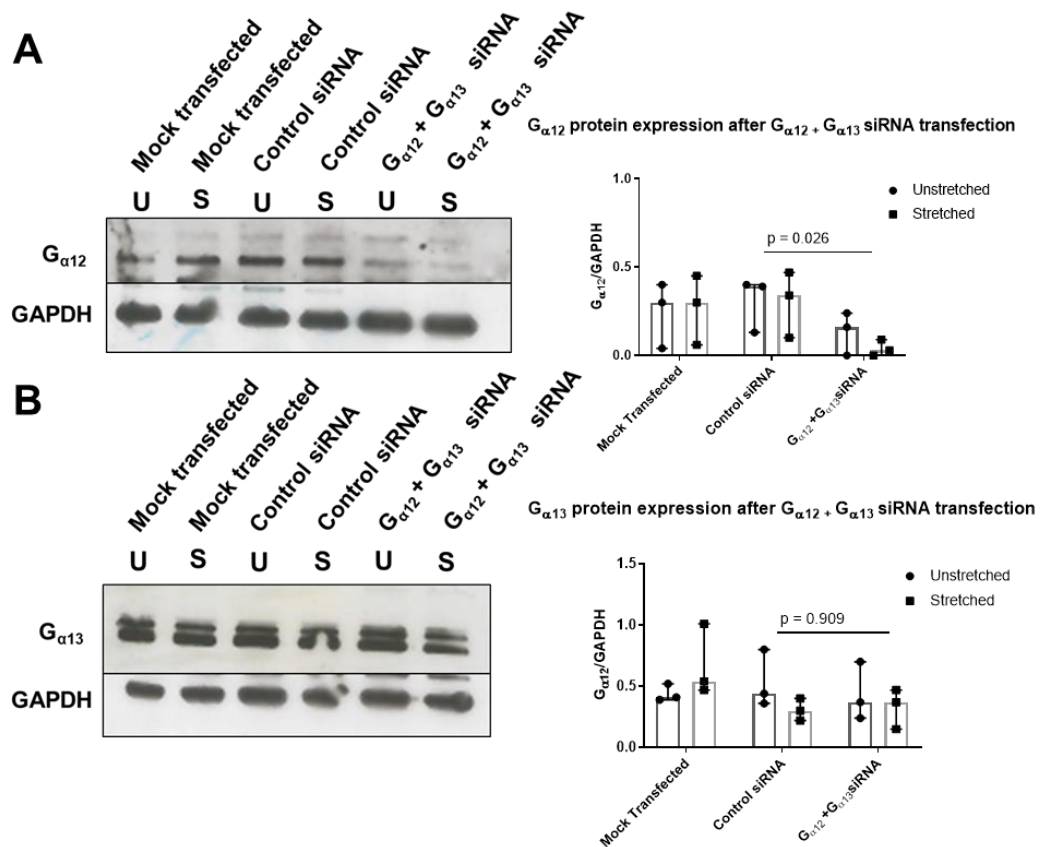 A
Mock transfected
Mock transfected
Control siRNA
Control siRNA
Gα12 + Gα13 siRNA
Gα12 + Gα13 siRNA
U S U S U S
Gα12
GAPDH
Gα12 protein expression after Gα12 + Gα13 siRNA transfection
1.0
0.5
0.0
Gα12/GAPDH
Unstretched
Stretched
p = 0.026
Mock Transfected
Control siRNA
Gα12 +Gα13siRNA
B
Mock transfected
Mock transfected
Control siRNA
Control siRNA
Gα12 + Gα13 siRNA
Gα12 + Gα13 siRNA
U S U S U S
Gα13
GAPDH
Gα13 protein expression after Gα12 + Gα13 siRNA transfection
1.5
1.0
0.5
0.0
Gα12/GAPDH
Unstretched
Stretched
p = 0.909
Mock Transfected
Control siRNA
Gα12 +Gα13siRNA